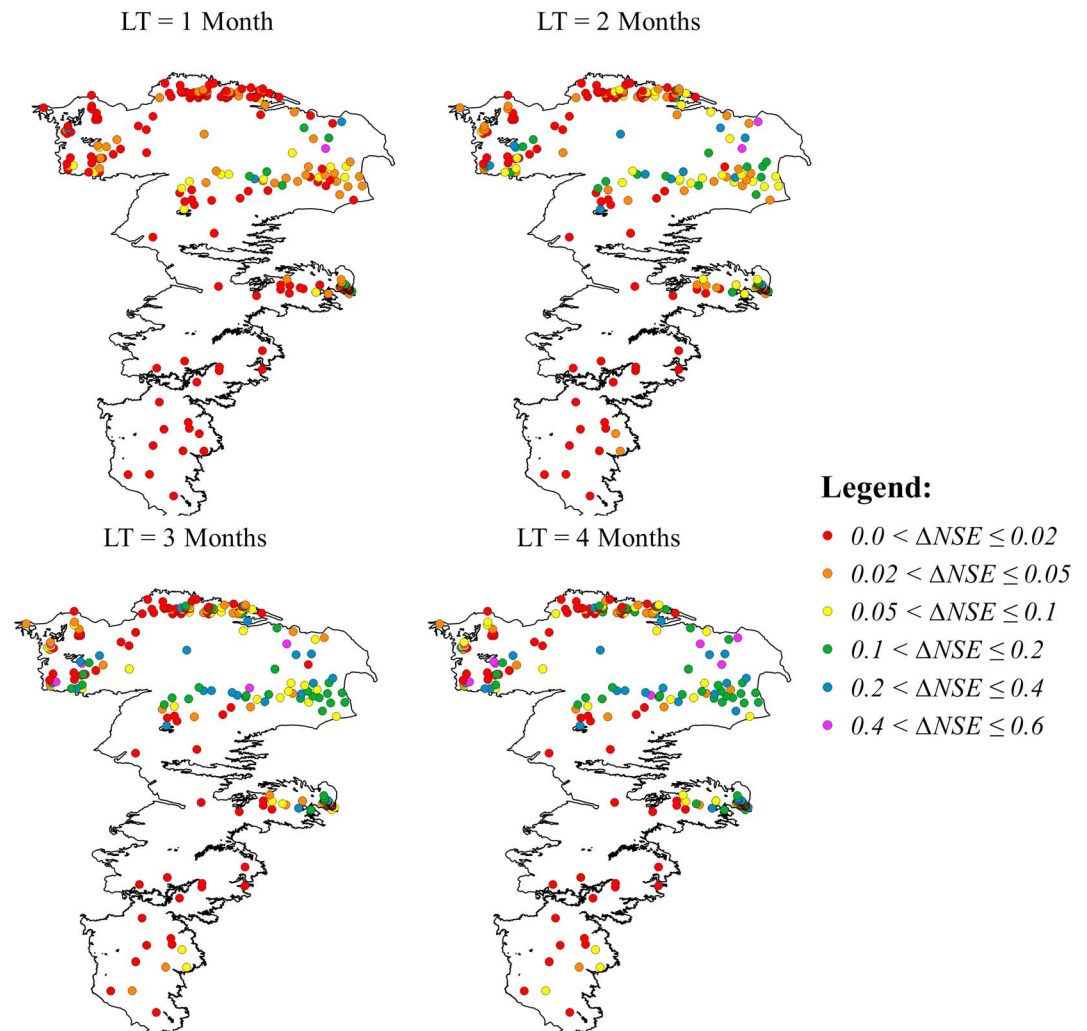 LT = 1 Month
LT = 2 Months
LT = 3 Months
LT = 4 Months
Legend:
0.0 < ΔNSE ≤ 0.02
0.02 < ΔNSE ≤ 0.05
0.05 < ΔNSE ≤ 0.1
0.1 < ΔNSE ≤ 0.2
0.2 < ΔNSE ≤ 0.4
0.4 < ΔNSE ≤ 0.6